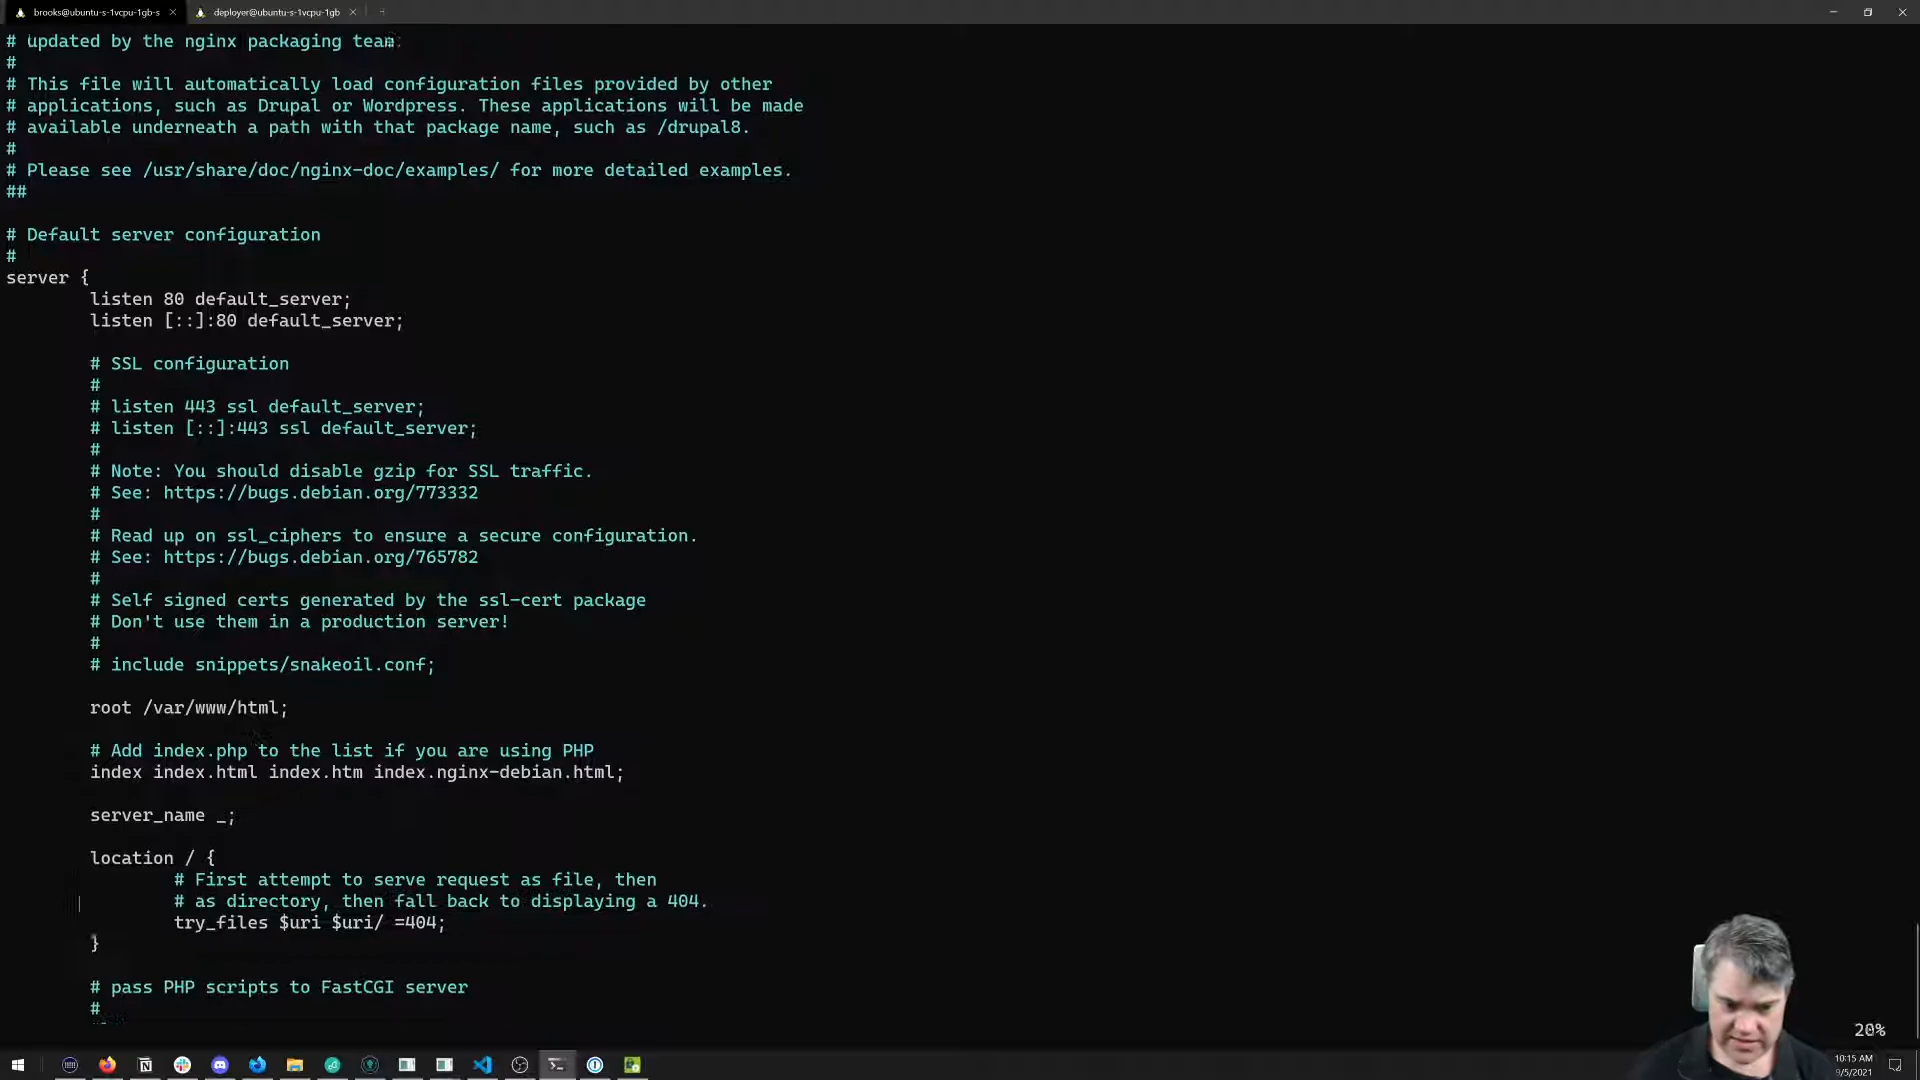 brooks@ubuntu-s-1vcpu-1gb-s
deployer@ubuntu-s-1vcpu-1gb
# updated by the nginx packaging team:
#
# This file will automatically load configuration files provided by other
# applications, such as Drupal or Wordpress. These applications will be made
# available underneath a path with that package name, such as /drupal8.
#
# Please see /usr/share/doc/nginx-doc/examples/ for more detailed examples.
##
# Default server configuration
#
server {
listen 80 default_server;
listen [::]:80 default_server;
# SSL configuration
#
# listen 443 ssl default_server;
# listen [::]:443 ssl default_server;
#
# Note: You should disable gzip for SSL traffic.
# See: https://bugs.debian.org/773332
#
# Read up on ssl_ciphers to ensure a secure configuration.
# See: https://bugs.debian.org/765782
#
# Self signed certs generated by the ssl-cert package
# Don't use them in a production server!
#
# include snippets/snakeoil.conf;
root /var/www/html;
# Add index.php to the list if you are using PHP
index index.html index.htm index.nginx-debian.html;
server_name _;
location / {
# First attempt to serve request as file, then
# as directory, then fall back to displaying a 404.
try_files $uri $uri/ =404;
}
# pass PHP scripts to FastCGI server
#
20%
10:15 AM
9/5/2021